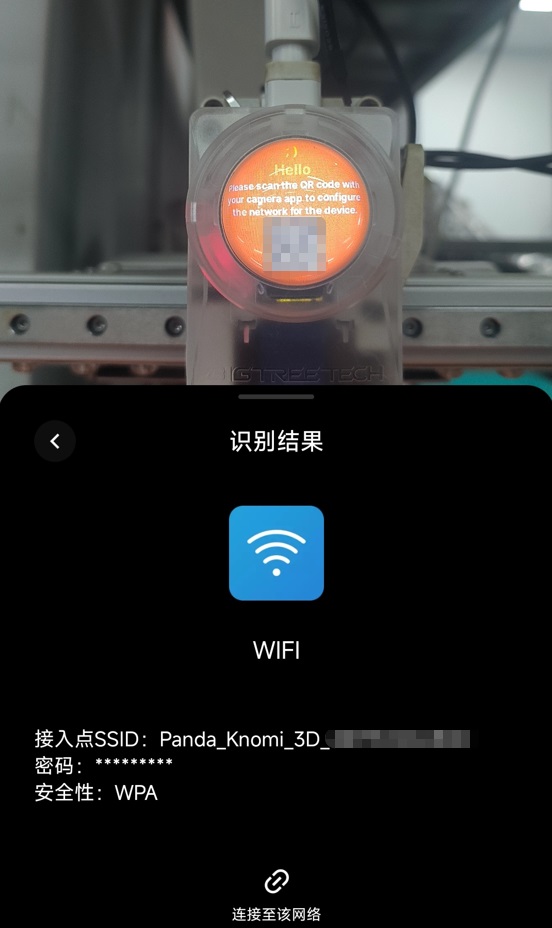 Hello
Please scan the QR code with
your camera app to configure
the network for the device.
识别结果
WIFI
接入点SSID：Panda_Knomi_3D_
密码：*********
安全性：WPA
连接至该网络